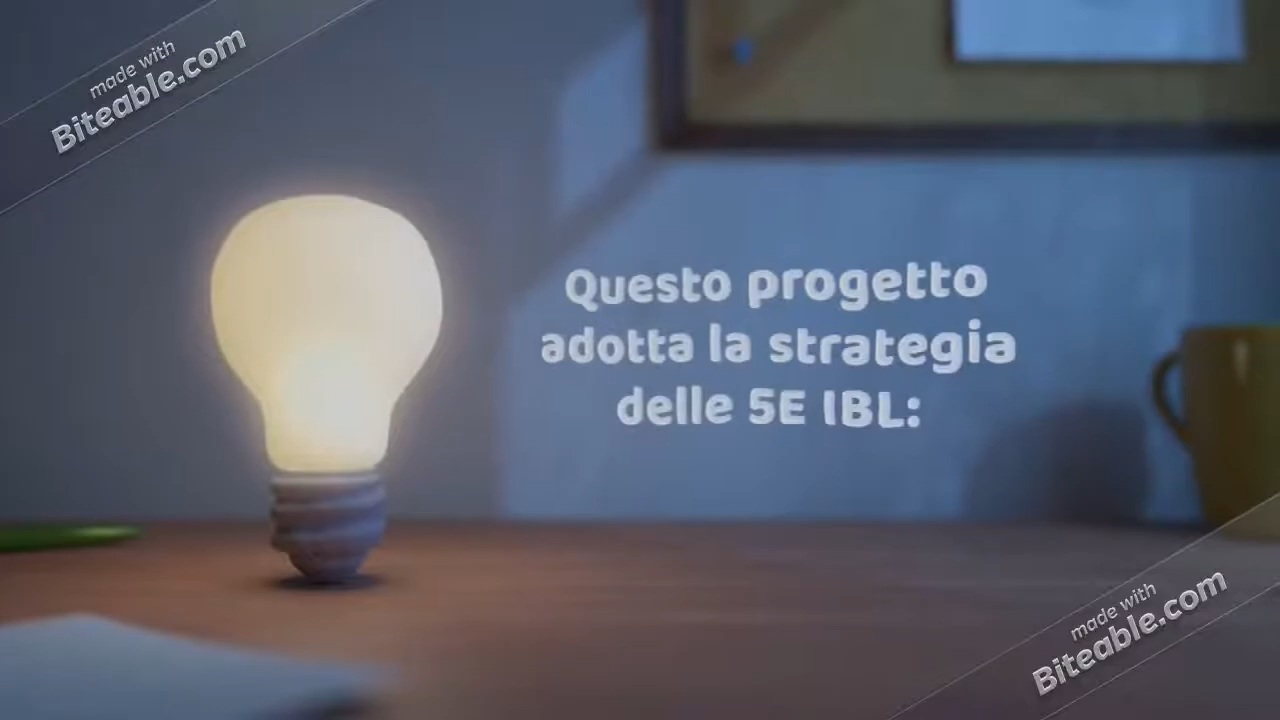 made with
Biteable.com
Questo progetto
adotta la strategia
delle 5E IBL:
made with
Biteable.com